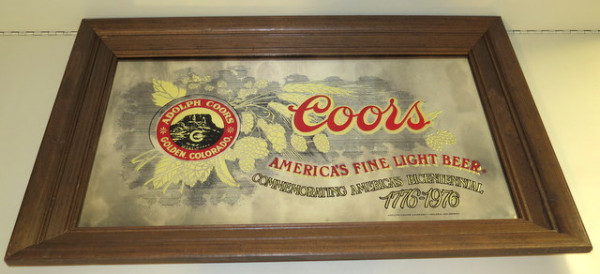 ADOLPH COORS
GOLDEN, COLORADO.
Coors
AMERICA'S FINE LIGHT BEER
COMMEMORATING AMERICA'S BICENTENNIAL
1776-1976